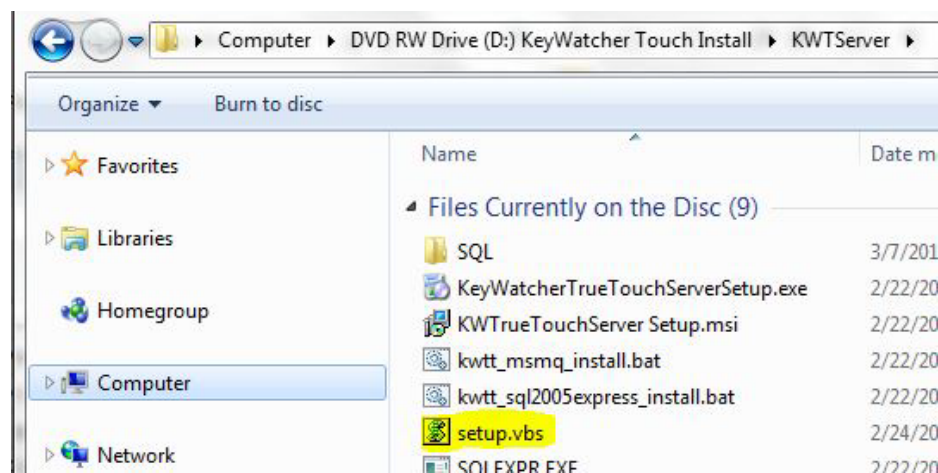 Computer DVD RW Drive (D:) KeyWatcher Touch Install KWTServer
Organize Burn to disc
Favorites
Libraries
Homegroup
Computer
Network
Name Date m
Files Currently on the Disc (9)
SQL 3/7/201
KeyWatcherTrueTouchServerSetup.exe 2/22/20
KWTrueTouchServer Setup.msi 2/22/20
kwtt_msmq_install.bat 2/22/20
kwtt_sql2005express_install.bat 2/22/20
setup.vbs 2/24/20
SQLEXPR.EXE 2/22/20